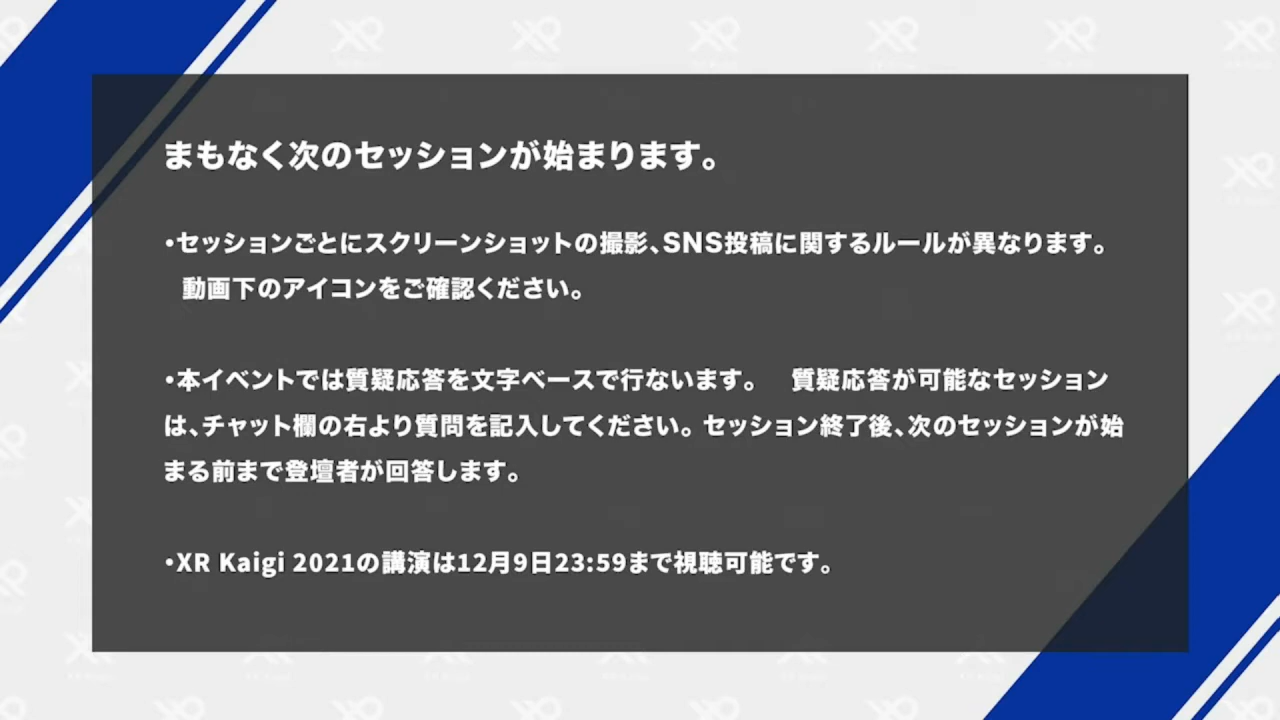 まもなく次のセッションが始まります。
・セッションごとにスクリーンショットの撮影、SNS投稿に関するルールが異なります。
動画下のアイコンをご確認ください。
・本イベントでは質疑応答を文字ベースで行ないます。　質疑応答が可能なセッション
は、チャット欄の右より質問を記入してください。セッション終了後、次のセッションが始
まる前まで登壇者が回答します。
・XR Kaigi 2021の講演は12月9日23:59まで視聴可能です。